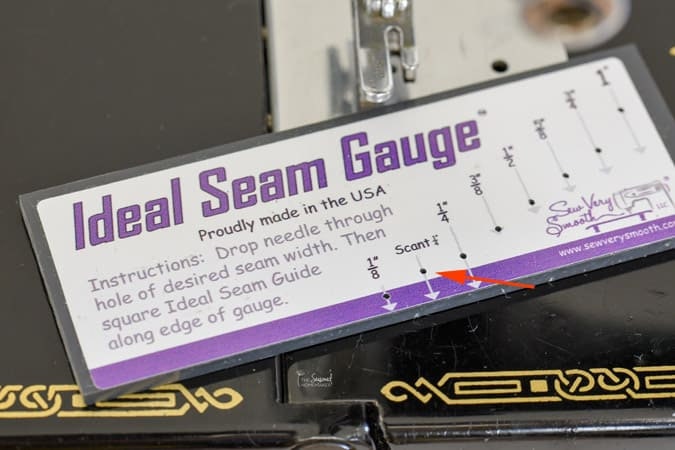 Ideal Seam Gauge™
Proudly made in the USA
Instructions: Drop needle through
hole of desired seam width. Then
square Ideal Seam Guide
along edge of gauge.
1/8"
Scant 1/4"
1/4"
3/8"
1/2"
5/8"
3/4"
1"
Sew Very
Smooth LLC
www.sewverysmooth.co